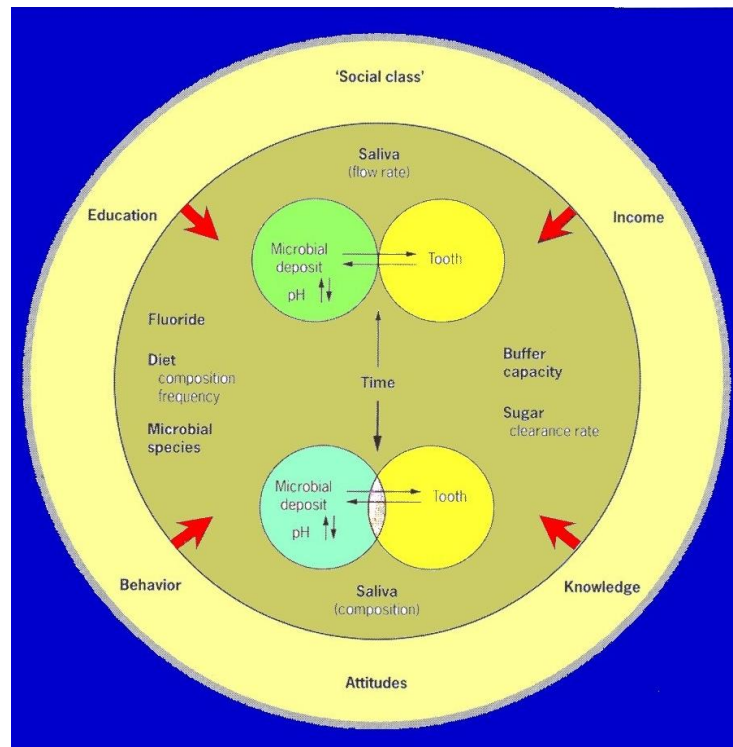 'Social class'
Saliva
(flow rate)
Education
Income
Microbial
deposit
pH
Tooth
Fluoride
Diet
composition
frequency
Microbial
species
Time
Buffer
capacity
Sugar
clearance rate
Microbial
deposit
pH
Tooth
Behavior
Saliva
(composition)
Knowledge
Attitudes